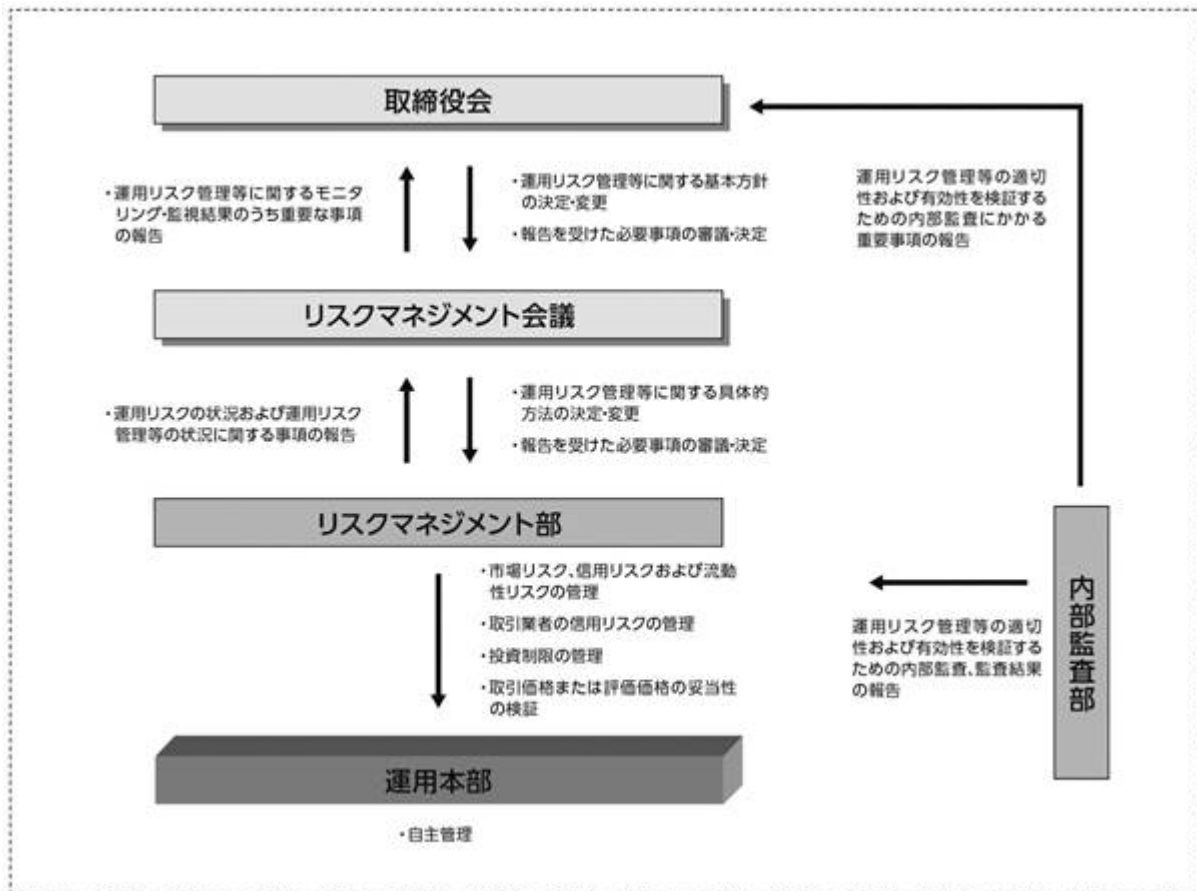 取締役会
・運用リスク管理等に関するモニタ
リング・監視結果のうち重要な事項
の報告
・運用リスク管理等に関する基本方針
の決定・変更
・報告を受けた必要事項の審議・決定
運用リスク管理等の適切
性および有効性を検証する
ための内部監査にかかる
重要事項の報告
リスクマネジメント会議
・運用リスクの状況および運用リスク
管理等の状況に関する事項の報告
・運用リスク管理等に関する具体的
方法の決定・変更
・報告を受けた必要事項の審議・決定
リスクマネジメント部
・市場リスク、信用リスクおよび流動
性リスクの管理
・取引業者の信用リスクの管理
・投資制限の管理
・取引価格または評価価格の妥当性
の検証
運用リスク管理等の適切
性および有効性を検証する
ための内部監査、監査結果
の報告
内部監査部
運用本部
・自主管理